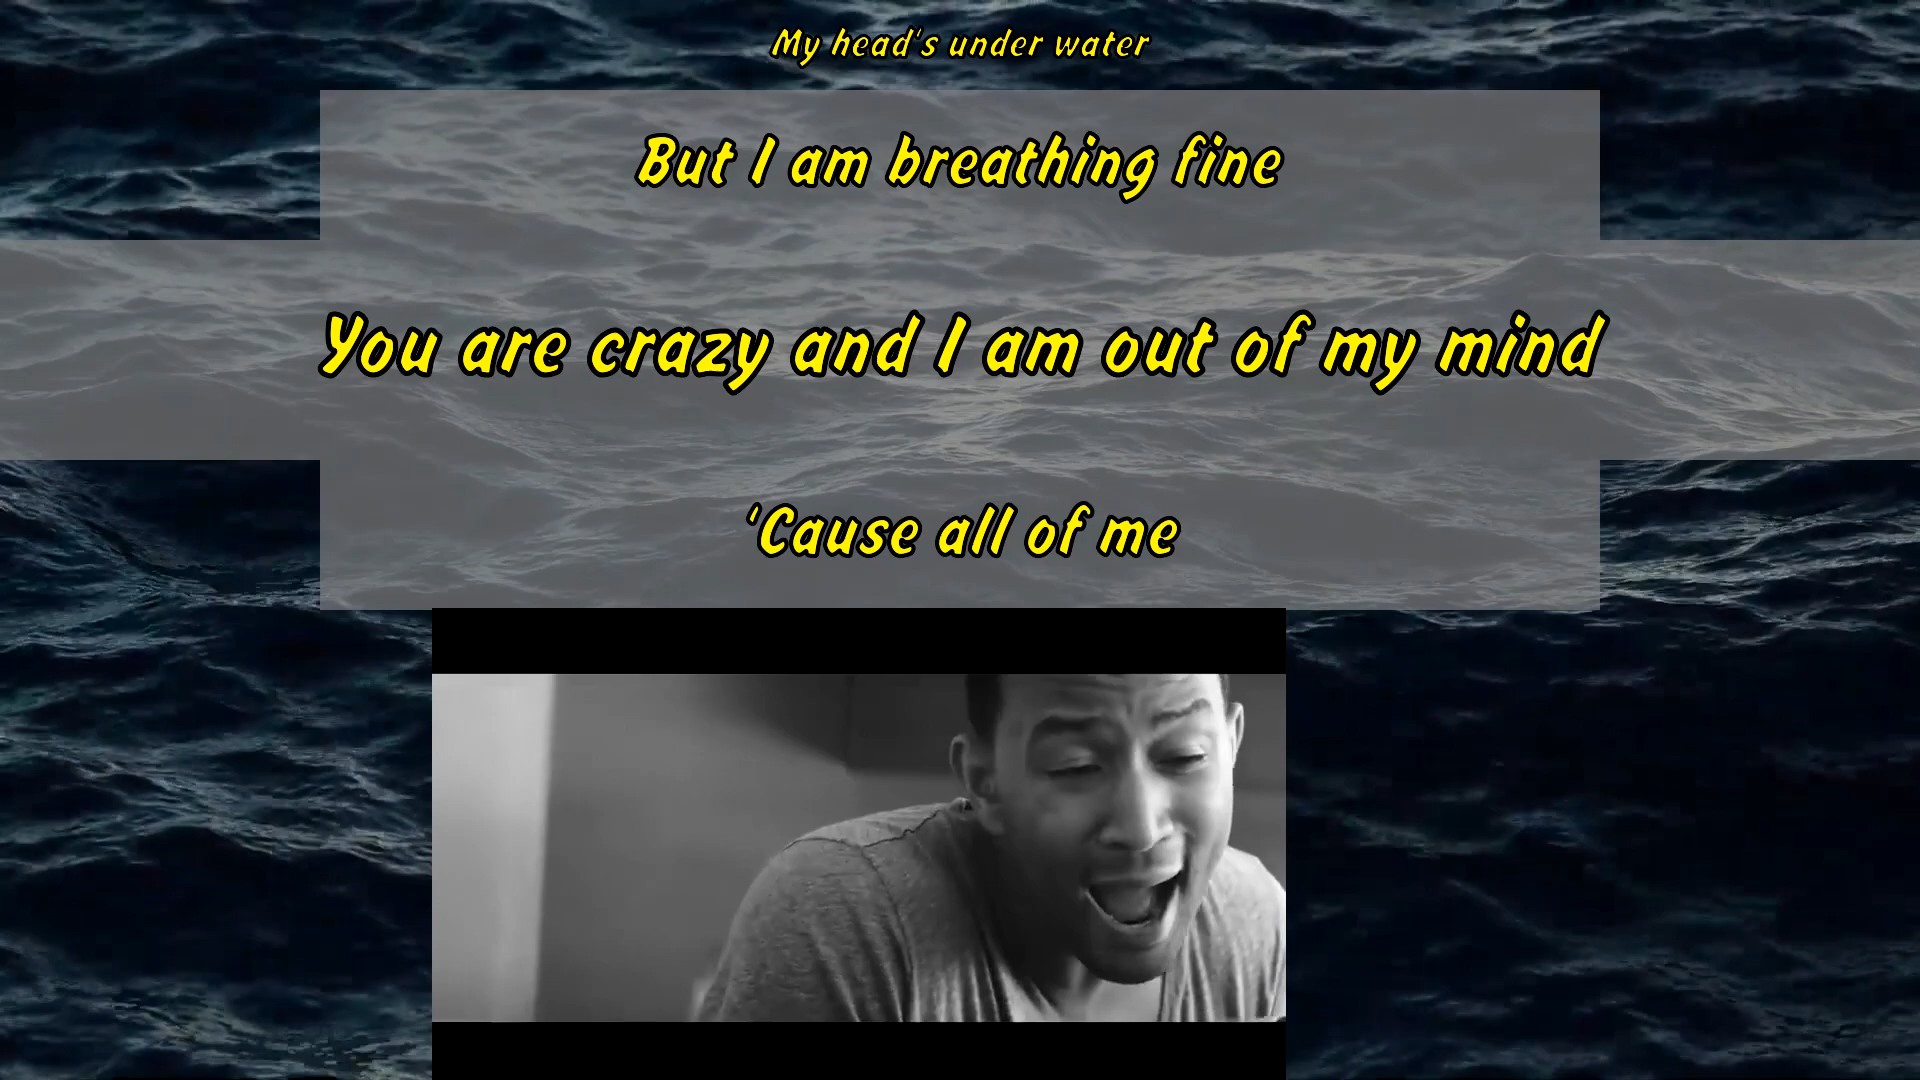 My head's under water
But I am breathing fine
You are crazy and I am out of my mind
'Cause all of me